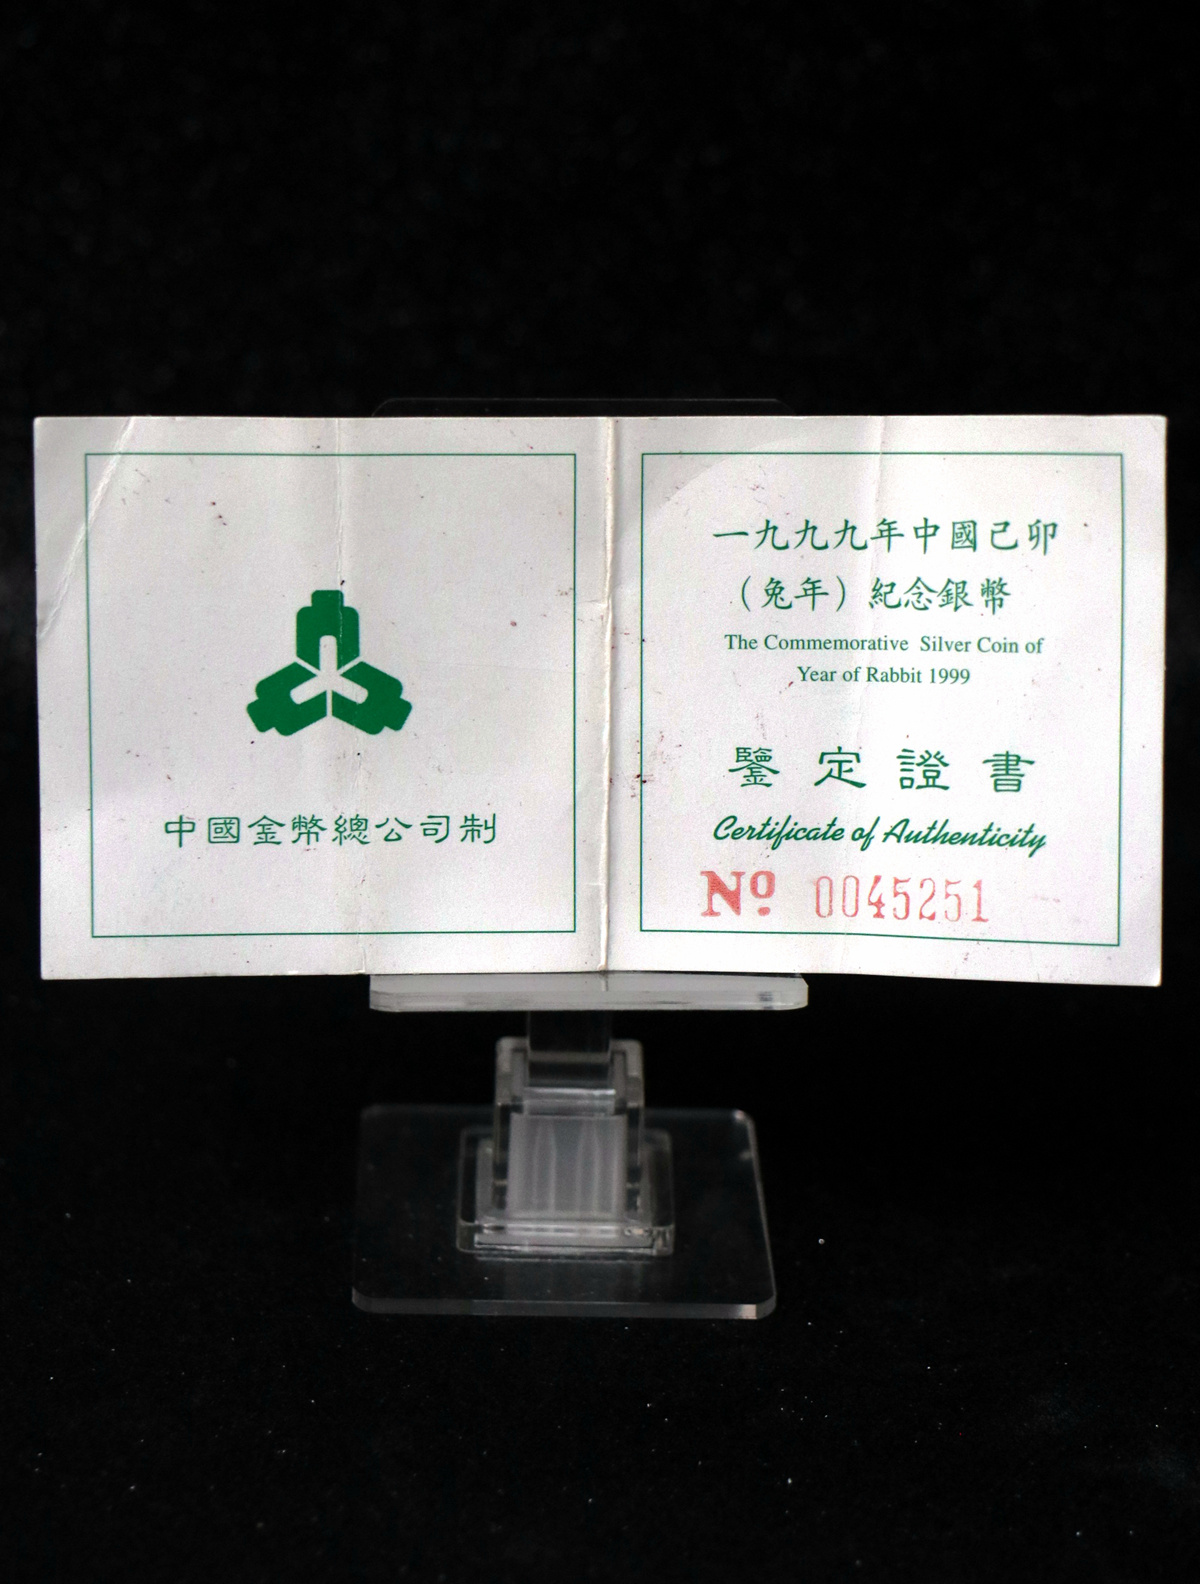 中國金幣總公司制
一九九九年中國己卯
（兔年）紀念銀幣
The Commemorative Silver Coin of
Year of Rabbit 1999
鑒定證書
Certificate of Authenticity
Nº 0045251